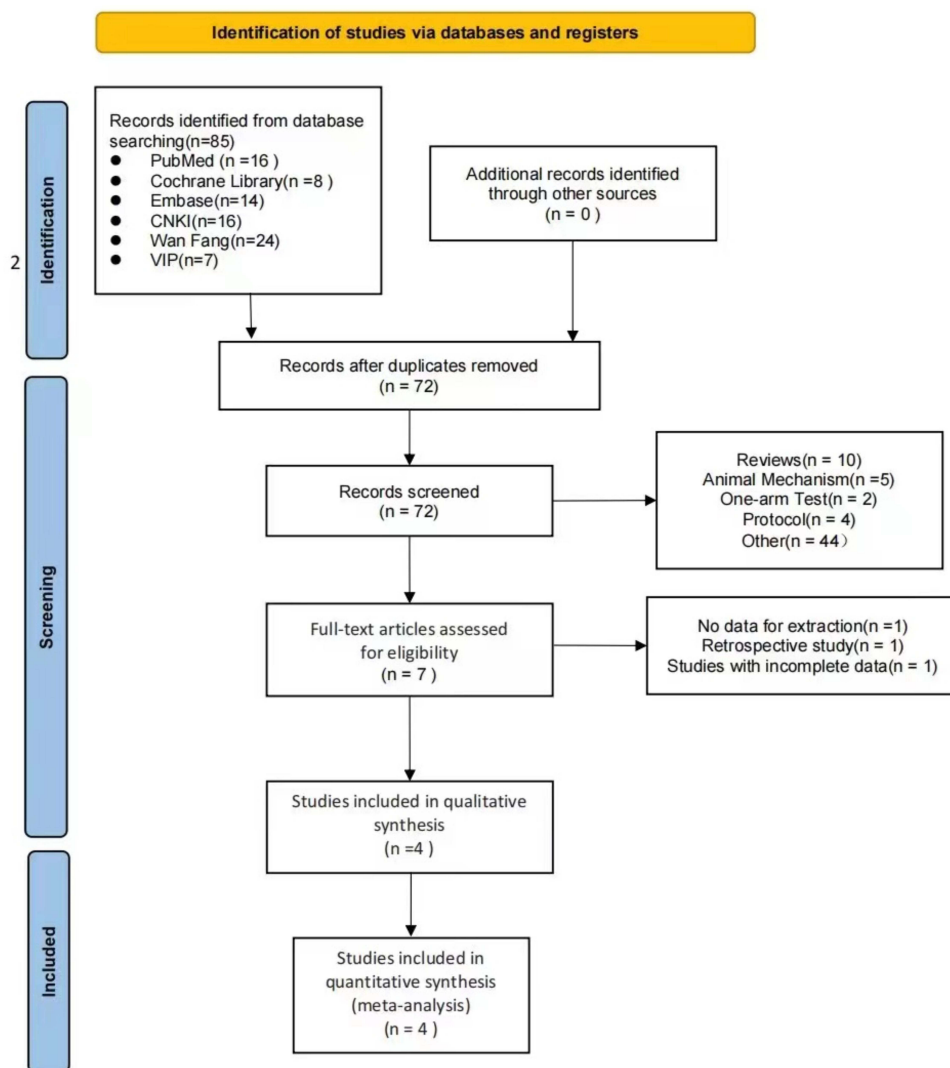 Identification of studies via databases and registers
Identification
2
Records identified from database
searching(n=85)
● PubMed (n =16 )
● Cochrane Library(n =8 )
● Embase(n=14)
● CNKI(n=16)
● Wan Fang(n=24)
● VIP(n=7)
Additional records identified
through other sources
(n = 0 )
Records after duplicates removed
(n = 72)
Screening
Records screened
(n = 72)
Reviews(n = 10)
Animal Mechanism(n =5)
One-arm Test(n = 2)
Protocol(n = 4)
Other(n = 44）
Full-text articles assessed
for eligibility
(n = 7 )
No data for extraction(n =1)
Retrospective study(n = 1)
Studies with incomplete data(n = 1)
Studies included in qualitative
synthesis
(n =4 )
Included
Studies included in
quantitative synthesis
(meta-analysis)
(n = 4 )